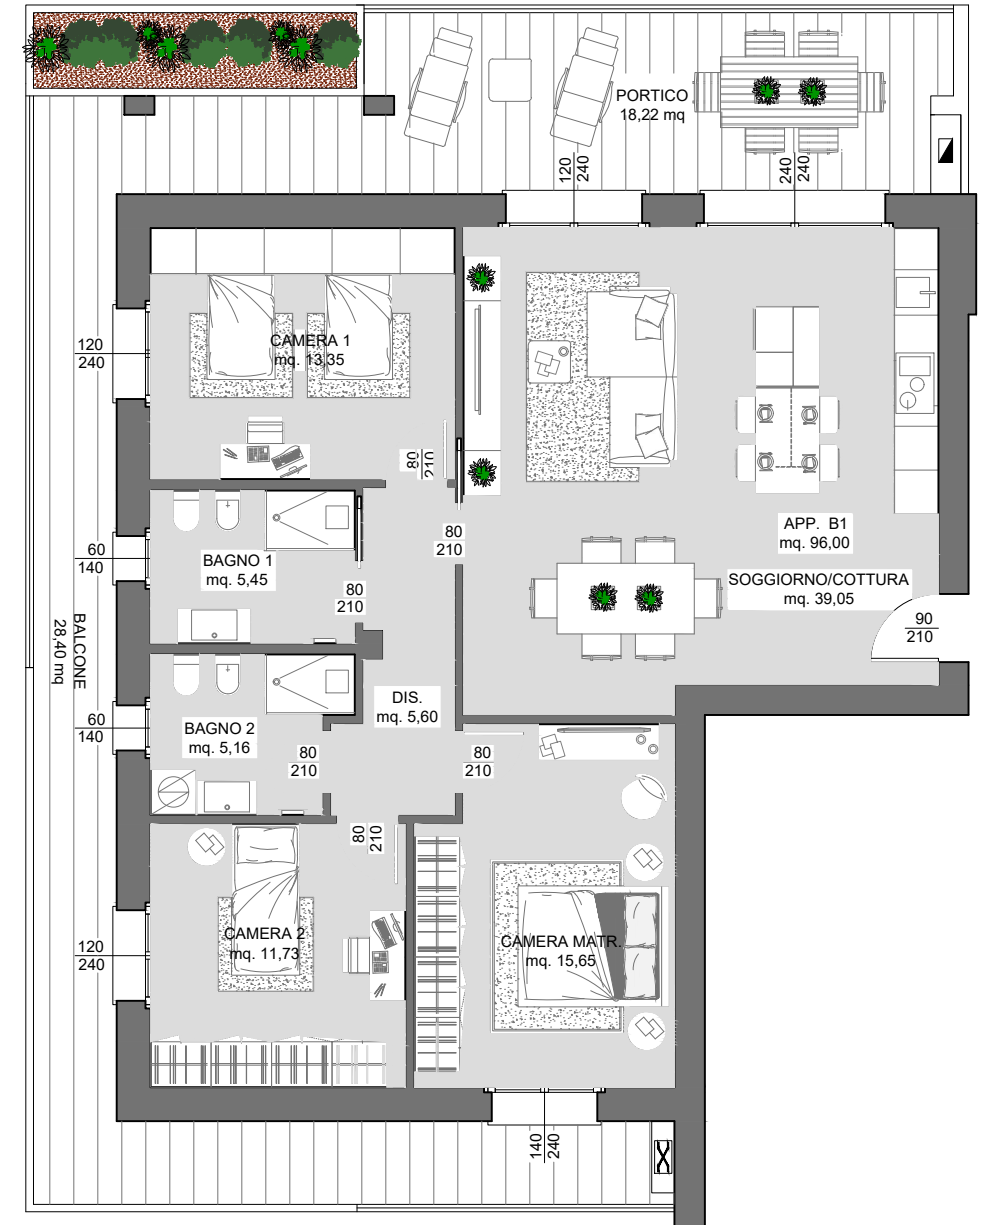 PORTICO
18,22 mq
120
240
240
240
CAMERA 1
mq. 13,35
120
240
80
210
80
210
APP. B1
mq. 96,00
SOGGIORNO/COTTURA
mq. 39,05
90
210
BAGNO 1
mq. 5,45
60
140
80
210
BALCONE
28,40 mq
DIS.
mq. 5,60
BAGNO 2
mq. 5,16
60
140
80
210
80
210
80
210
CAMERA 2
mq. 11,73
120
240
CAMERA MATR.
mq. 15,65
140
240